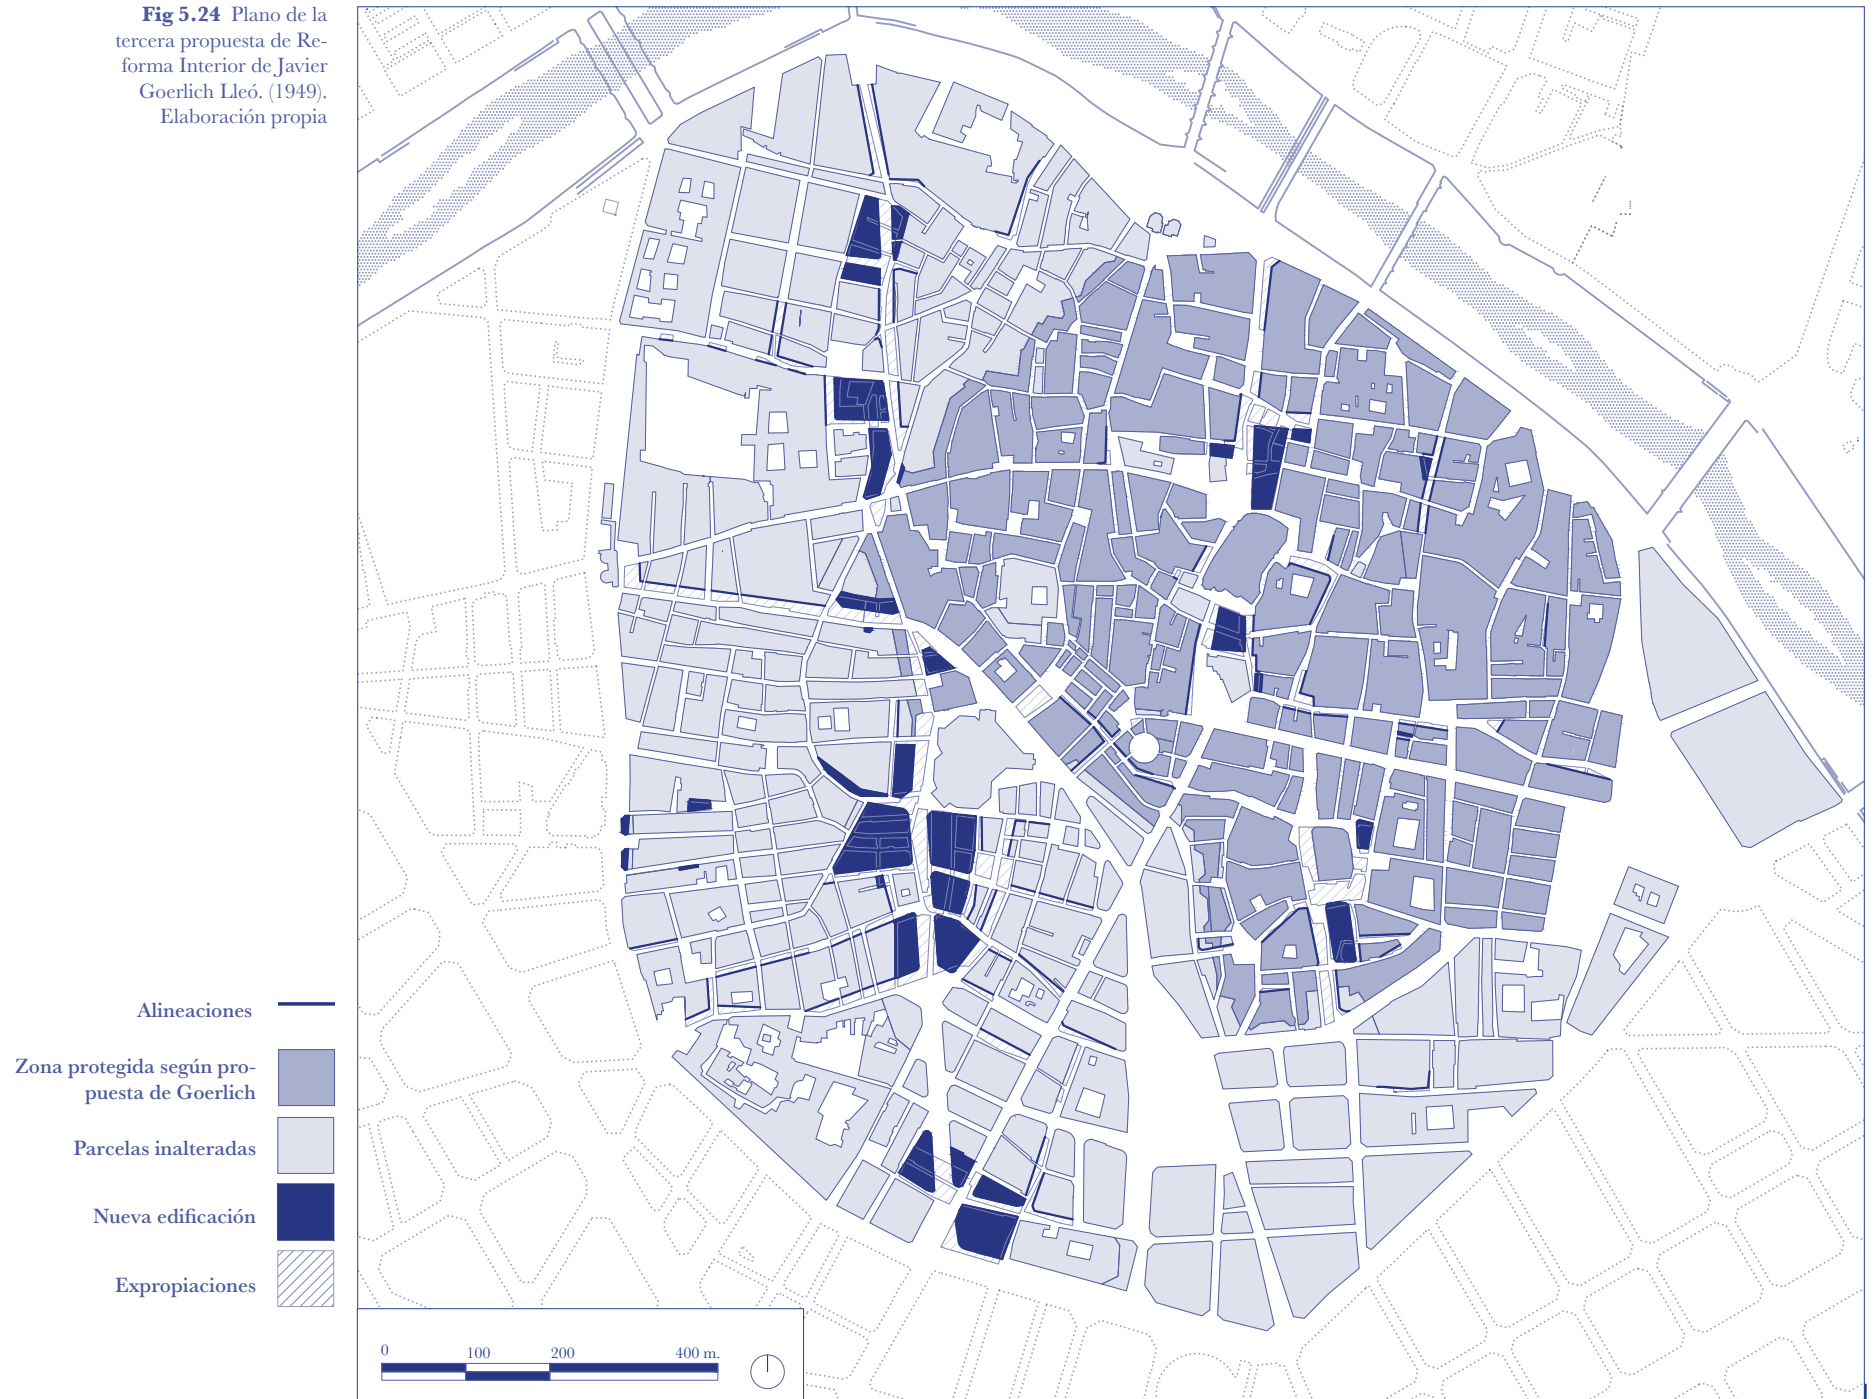 Fig 5.24 Plano de la
tercera propuesta de Re-
forma Interior de Javier
Goerlich Lleó. (1949).
Elaboración propia
Alineaciones
Zona protegida según pro-
puesta de Goerlich
Parcelas inalteradas
Nueva edificación
Expropiaciones
0 100 200 400 m.